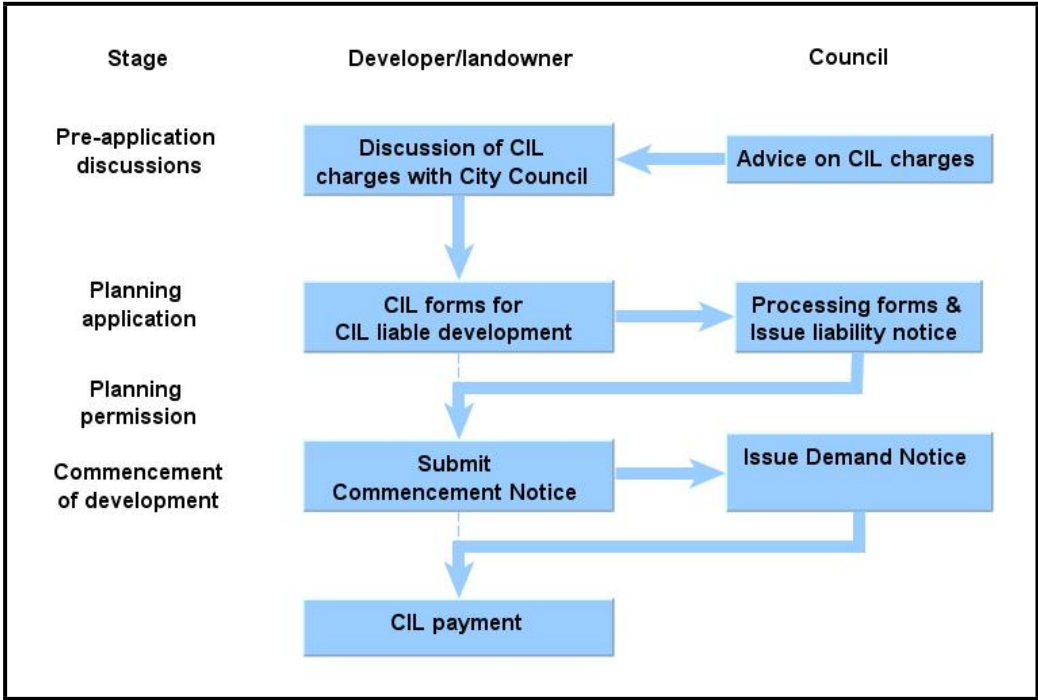 Stage
Developer/landowner
Council
Pre-application
discussions
Discussion of CIL
charges with City Council
Advice on CIL charges
Planning
application
CIL forms for
CIL liable development
Processing forms &
Issue liability notice
Planning
permission
Commencement
of development
Submit
Commencement Notice
Issue Demand Notice
CIL payment